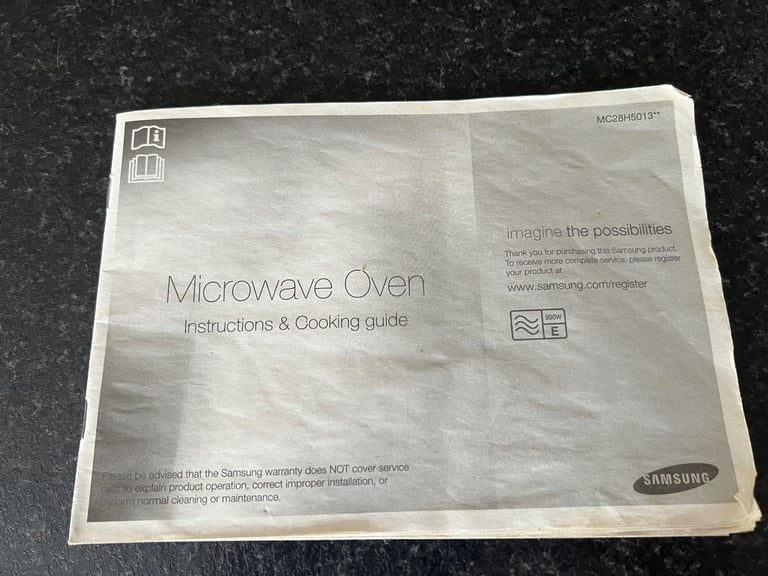 MC28H5013**
imagine the possibilities
Thank you for purchasing this Samsung product.
To receive more complete service, please register
your product at
www.samsung.com/register
900W
E
Microwave Oven
Instructions & Cooking guide
Please be advised that the Samsung warranty does NOT cover service
calls to explain product operation, correct improper installation, or
perform normal cleaning or maintenance.
SAMSUNG